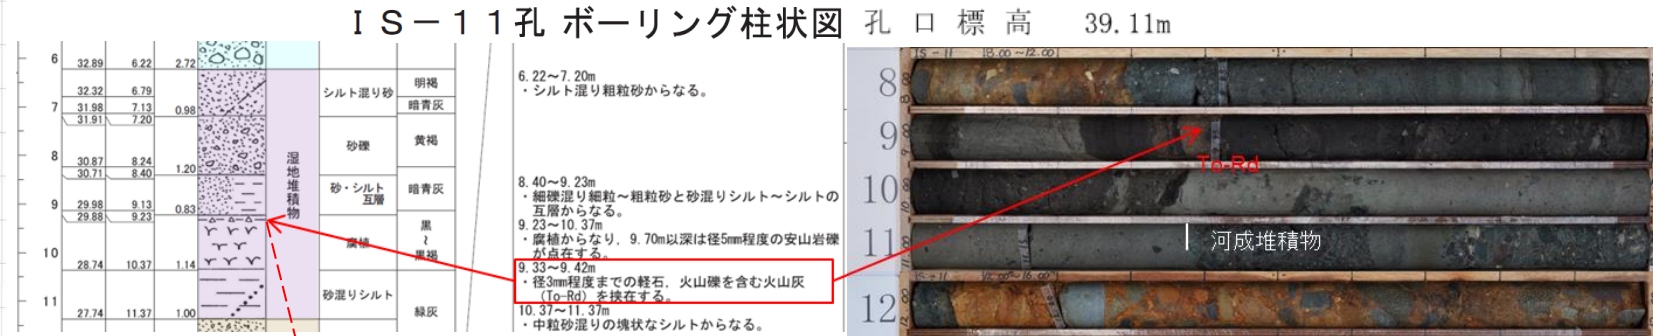 ＩＳ－１１孔 ボーリング柱状図 孔口標高 39.11m
6 32.89 6.22 2.72
32.32 6.79
7 31.98 7.13 0.98
31.91 7.20
8 30.87 8.24 1.20
30.71 8.40
9 29.98 9.13 0.83
29.88 9.23
10 28.74 10.37 1.14
11 27.74 11.37 1.00
湿地堆積物
シルト混り砂
砂礫
砂・シルト
互層
腐植
砂混りシルト
明褐
暗青灰
黄褐
暗青灰
黒
～
黒褐
緑灰
6.22～7.20m
・シルト混り粗粒砂からなる。
8.40～9.23m
・細礫混り細粒～粗粒砂と砂混りシルト～シルトの
互層からなる。
9.23～10.37m
・腐植からなり，9.70m以深は径5mm程度の安山岩礫
が点在する。
9.33～9.42m
・径3mm程度までの軽石，火山礫を含む火山灰
（To-Rd）を挟在する。
10.37～11.37m
・中粒砂混りの塊状なシルトからなる。
8
9
To-Rd
10
11
河成堆積物
12